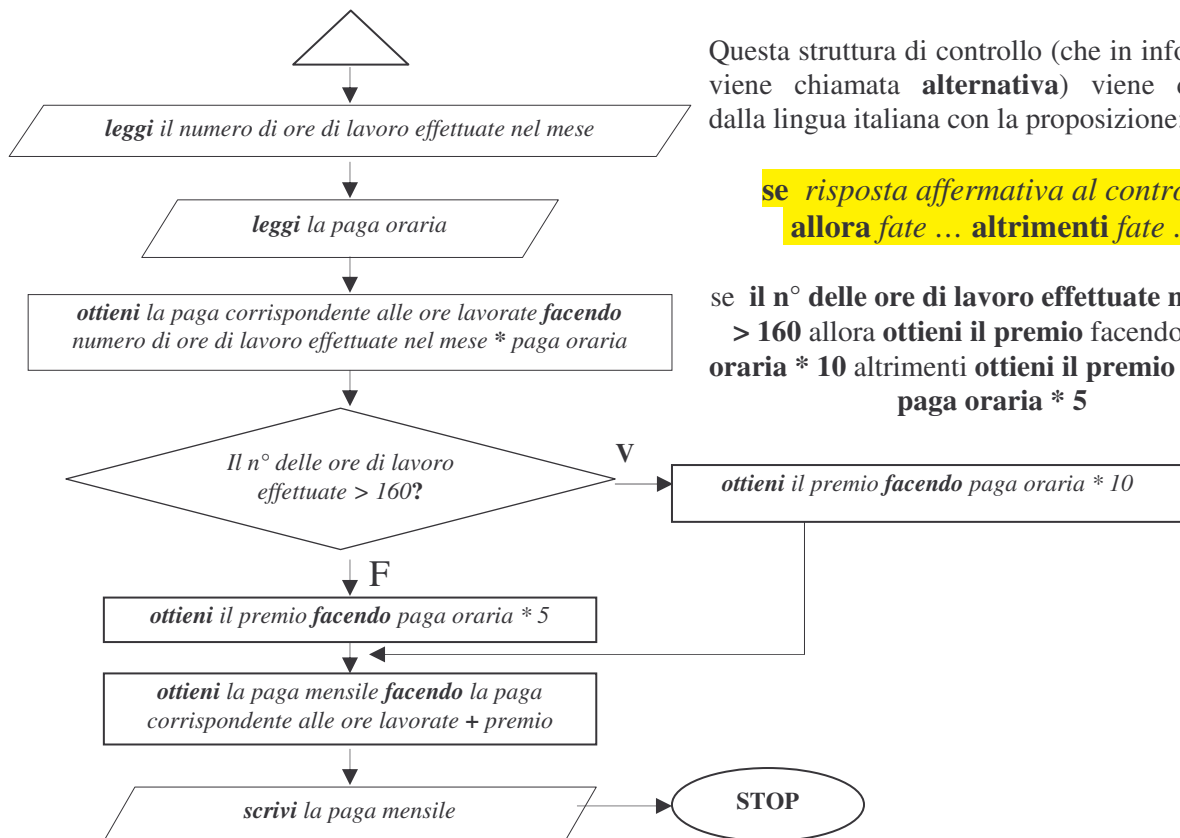 leggi il numero di ore di lavoro effettuate nel mese
leggi la paga oraria
ottieni la paga corrispondente alle ore lavorate facendo
numero di ore di lavoro effettuate nel mese * paga oraria
Il n° delle ore di lavoro
effettuate > 160?
V
ottieni il premio facendo paga oraria * 10
F
ottieni il premio facendo paga oraria * 5
ottieni la paga mensile facendo la paga
corrispondente alle ore lavorate + premio
scrivi la paga mensile
STOP
Questa struttura di controllo (che in
viene chiamata alternativa) viene
dalla lingua italiana con la proposizione:
se risposta affermativa al
allora fate … altrimenti fate
se il n° delle ore di lavoro effettuate
> 160 allora ottieni il premio facendo
oraria * 10 altrimenti ottieni il premio
paga oraria * 5